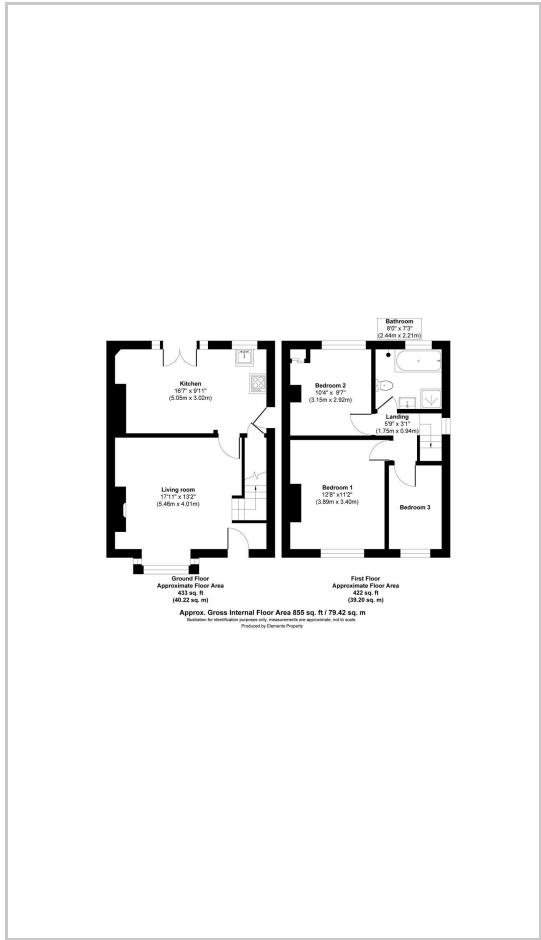 Bathroom
8'0" x 7'3"
(2.44m x 2.21m)
Kitchen
16'7" x 9'11"
(5.05m x 3.02m)
Bedroom 2
10'4" x 9'7"
(3.15m x 2.92m)
Landing
5'9" x 3'1"
(1.75m x 0.94m)
Living room
17'11" x 13'2"
(5.46m x 4.01m)
Bedroom 1
12'8" x11'2"
(3.89m x 3.40m)
Bedroom 3
Ground Floor
Approximate Floor Area
433 sq. ft
(40.22 sq. m)
First Floor
Approximate Floor Area
422 sq. ft
(39.20 sq. m)
Approx. Gross Internal Floor Area 855 sq. ft / 79.42 sq. m
Illustration for identification purposes only, measurements are approximate, not to scale.
Produced by Elements Property